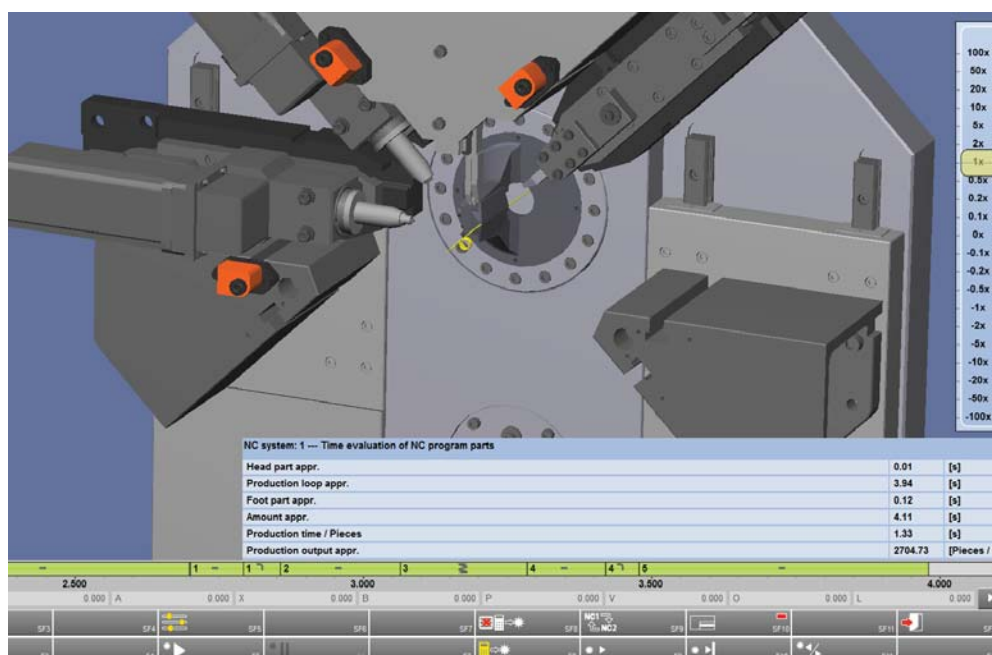 100x
50x
20x
10x
5x
2x
1x
0.5x
0.2x
0.1x
0x
-0.1x
-0.2x
-0.5x
-1x
-2x
-5x
-10x
-20x
-50x
-100x
NC system: 1 --- Time evaluation of NC program parts
Head part appr. 0.01 [s]
Production loop appr. 3.94 [s]
Foot part appr. 0.12 [s]
Amount appr. 4.11 [s]
Production time / Pieces 1.33 [s]
Production output appr. 2704.73 [Pieces /
1 1 2 3 4 4 5
2.500 3.000 3.500 4.000
0.000 A 0.000 X 0.000 B 0.000 P 0.000 V 0.000 O 0.000 L 0.000
SF3 SF4 SF5 SF6 SF7 SF8 NC1 NC2 SF9 SF10 SF11